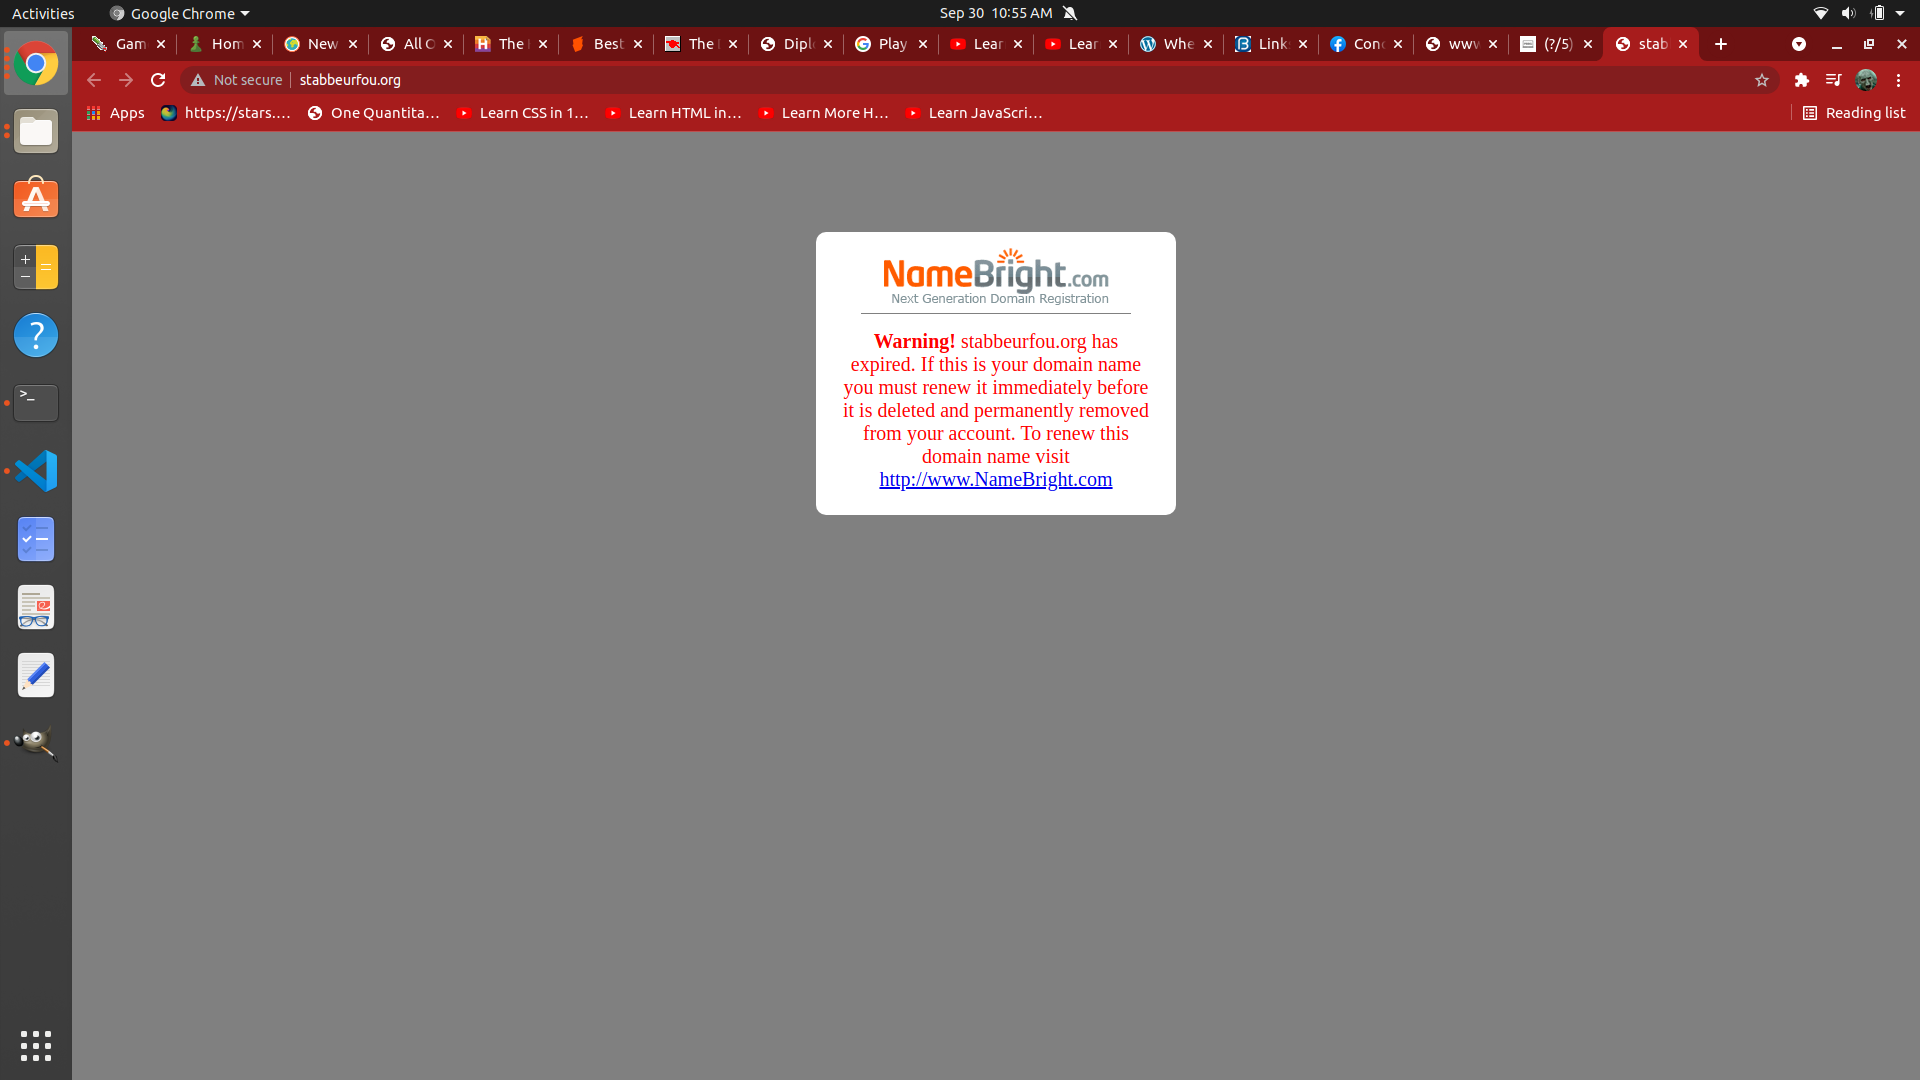 Activities Google Chrome Sep 30 10:55 AM
Gam Hom New All O The Best The Diplo Play Lear Lear Whe Link Con www (?/5) stab
Not secure stabbeurfou.org
Apps https://stars.... One Quantita... Learn CSS in 1... Learn HTML in... Learn More H... Learn JavaScri... Reading list
NameBright.com
Next Generation Domain Registration
Warning! stabbeurfou.org has
expired. If this is your domain name
you must renew it immediately before
it is deleted and permanently removed
from your account. To renew this
domain name visit
http://www.NameBright.com